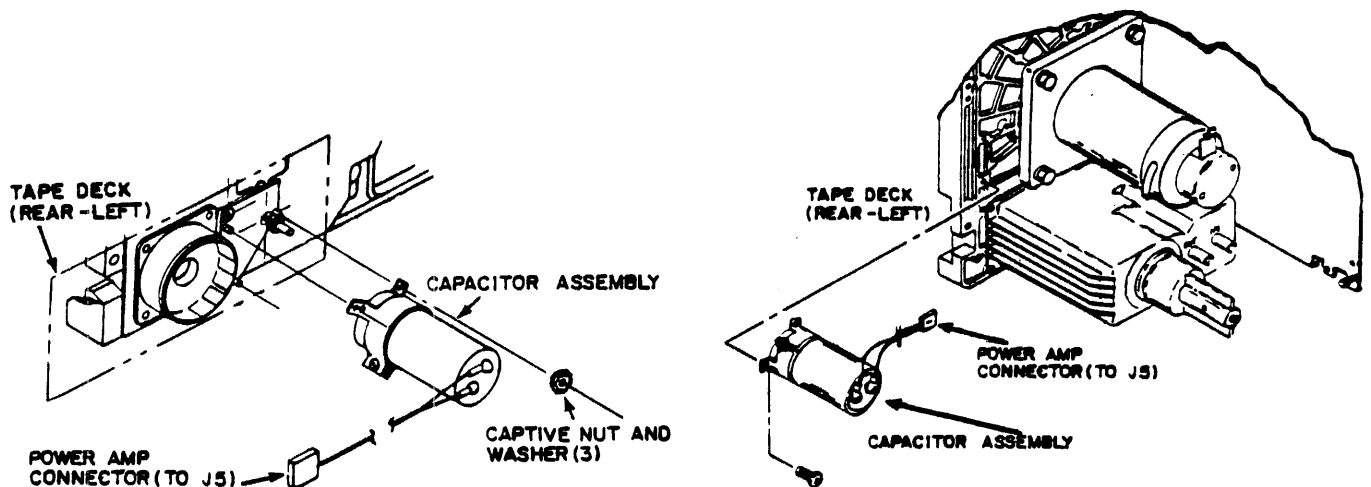 TAPE DECK
(REAR-LEFT)
CAPACITOR ASSEMBLY
CAPTIVE NUT AND
WASHER (3)
POWER AMP
CONNECTOR (TO J5)
TAPE DECK
(REAR-LEFT)
POWER AMP
CONNECTOR (TO J5)
CAPACITOR ASSEMBLY